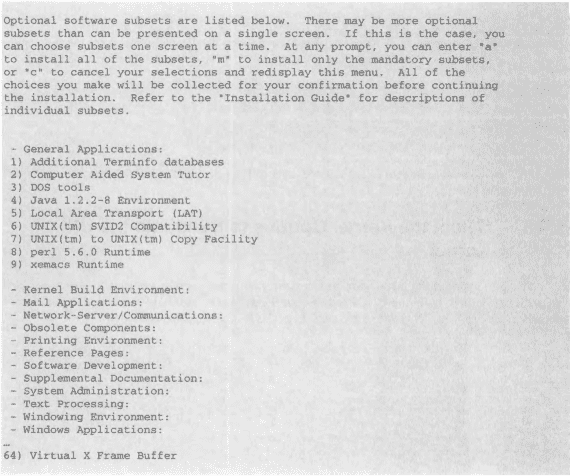 Optional software subsets are listed below.  There may be more optional
subsets than can be presented on a single screen.  If this is the case, you
can choose subsets one screen at a time.  At any prompt, you can enter "a"
to install all of the subsets, "m" to install only the mandatory subsets,
or "c" to cancel your selections and redisplay this menu.  All of the
choices you make will be collected for your confirmation before continuing
the installation.  Refer to the "Installation Guide" for descriptions of
individual subsets.
- General Applications:
1) Additional Terminfo databases
2) Computer Aided System Tutor
3) DOS tools
4) Java 1.2.2-8 Environment
5) Local Area Transport (LAT)
6) UNIX(tm) SVID2 Compatibility
7) UNIX(tm) to UNIX(tm) Copy Facility
8) perl 5.6.0 Runtime
9) xemacs Runtime
- Kernel Build Environment:
- Mail Applications:
- Network-Server/Communications:
- Obsolete Components:
- Printing Environment:
- Reference Pages:
- Software Development:
- Supplemental Documentation:
- System Administration:
- Text Processing:
- Windowing Environment:
- Windows Applications:
…
64) Virtual X Frame Buffer